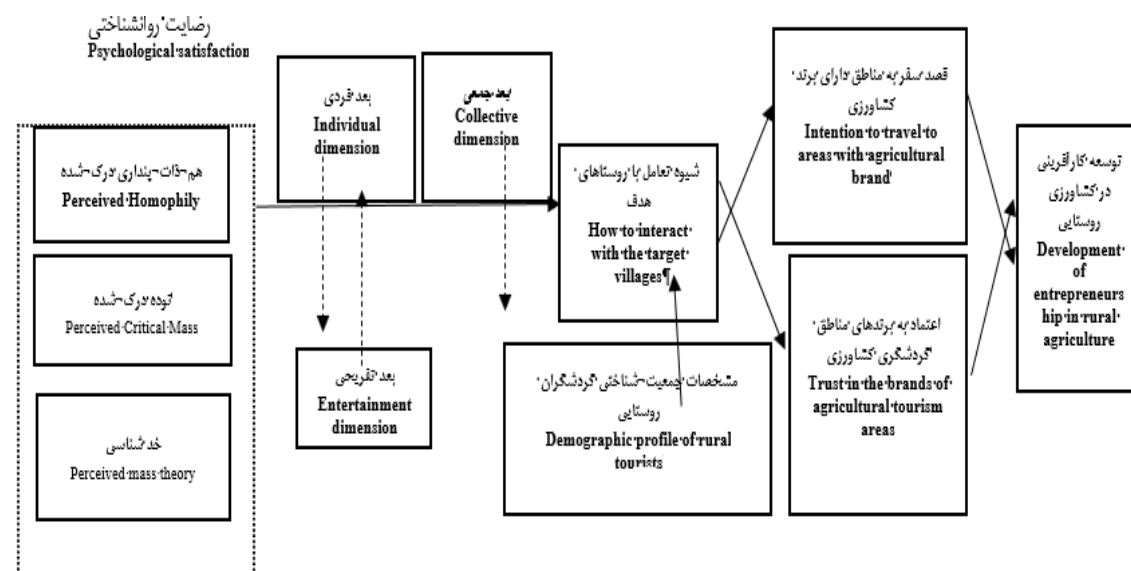 رضایت روانشناختی
Psychological satisfaction
هم-ذات-پنداری درک-شده
Perceived Homophily
توده درک-شده
Perceived Critical Mass
خد شناسی
Perceived mass theory
بعد فردی
Individual
dimension
بعد تفریحی
Entertainment
dimension
بعد جمعی
Collective
dimension
شیوه تعامل با روستاهای
هدف
How to interact
with the target
villages¶
مشخصات جمعیت-شناختی گردشگران
روستایی
Demographic profile of rural
tourists
قصد سفر به مناطق دارای برند
کشاورزی
Intention to travel to
areas with agricultural
brand
اعتماد به برندهای مناطق
گردشگری کشاورزی
Trust in the brands of
agricultural tourism
areas
توسعه کارآفرینی
در کشاورزی
روستایی
Development
of
entrepreneurs
hip in rural
agriculture